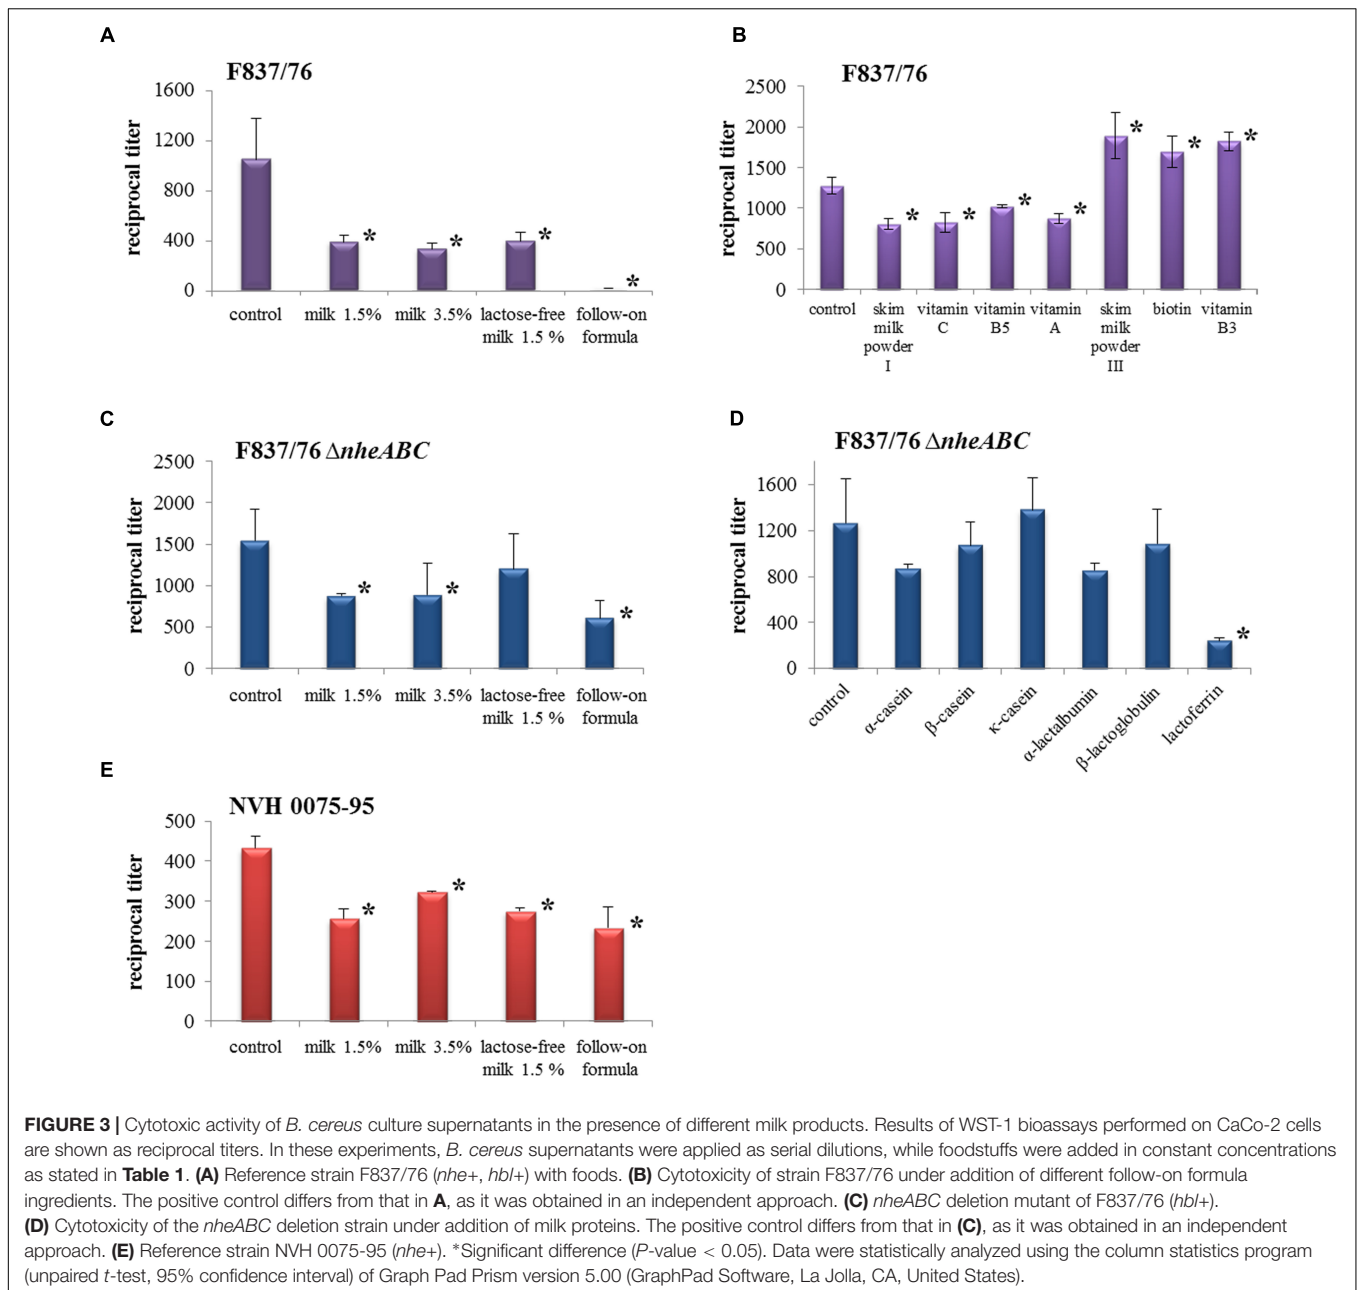 A
F837/76
reciprocal titer
1600
1200
800
400
0
control
milk 1.5%
milk 3.5%
lactose-free
milk 1.5 %
follow-on
formula
*
*
*
*
B
F837/76
reciprocal titer
2500
2000
1500
1000
500
0
control
skim
milk
powder
I
vitamin
C
vitamin
B5
vitamin
A
skim
milk
powder
III
biotin
vitamin
B3
*
*
*
*
*
*
*
C
F837/76 ΔnheABC
reciprocal titer
2500
2000
1500
1000
500
0
control
milk 1.5%
milk 3.5%
lactose-free
milk 1.5 %
follow-on
formula
*
*
*
D
F837/76 ΔnheABC
reciprocal titer
1600
1200
800
400
0
control
α-casein
β-casein
κ-casein
α-lactalbumin
β-lactoglobulin
lactoferrin
*
E
NVH 0075-95
reciprocal titer
500
400
300
200
100
0
control
milk 1.5%
milk 3.5%
lactose-free
milk 1.5 %
follow-on
formula
*
*
*
*
FIGURE 3 | Cytotoxic activity of B. cereus culture supernatants in the presence of different milk products. Results of WST-1 bioassays performed on CaCo-2 cells
are shown as reciprocal titers. In these experiments, B. cereus supernatants were applied as serial dilutions, while foodstuffs were added in constant concentrations
as stated in Table 1. (A) Reference strain F837/76 (nhe+, hbl+) with foods. (B) Cytotoxicity of strain F837/76 under addition of different follow-on formula
ingredients. The positive control differs from that in A, as it was obtained in an independent approach. (C) nheABC deletion mutant of F837/76 (hbl+).
(D) Cytotoxicity of the nheABC deletion strain under addition of milk proteins. The positive control differs from that in (C), as it was obtained in an independent
approach. (E) Reference strain NVH 0075-95 (nhe+). *Significant difference (P-value < 0.05). Data were statistically analyzed using the column statistics program
(unpaired t-test, 95% confidence interval) of Graph Pad Prism version 5.00 (GraphPad Software, La Jolla, CA, United States).